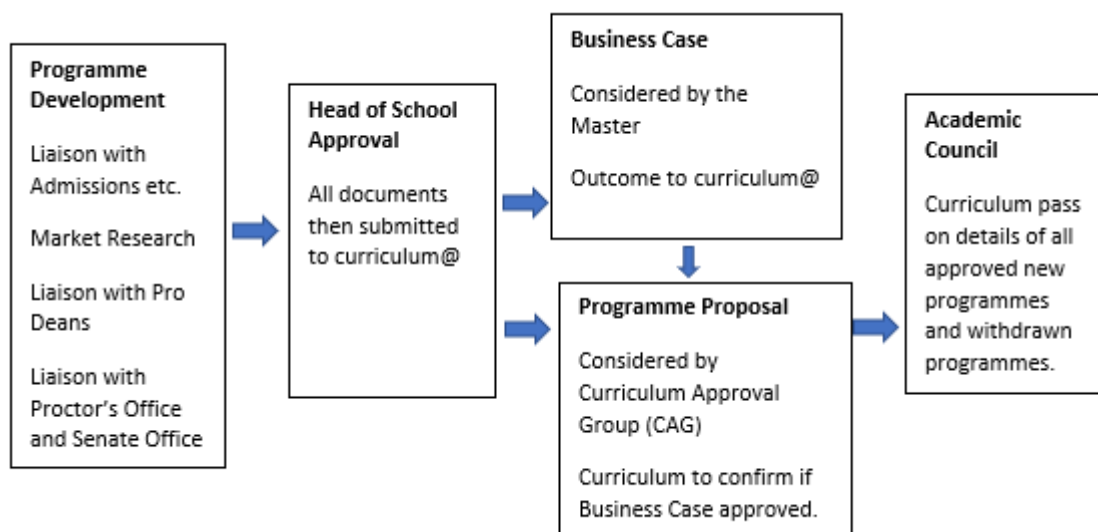 Programme
Development
Liaison with
Admissions etc.
Market Research
Liaison with Pro
Deans
Liaison with
Proctor's Office
and Senate Office
Head of School
Approval
All documents
then submitted
to curriculum@
Business Case
Considered by the
Master
Outcome to curriculum@
Programme Proposal
Considered by
Curriculum Approval
Group (CAG)
Curriculum to confirm if
Business Case approved.
Academic
Council
Curriculum pass
on details of all
approved new
programmes
and withdrawn
programmes.